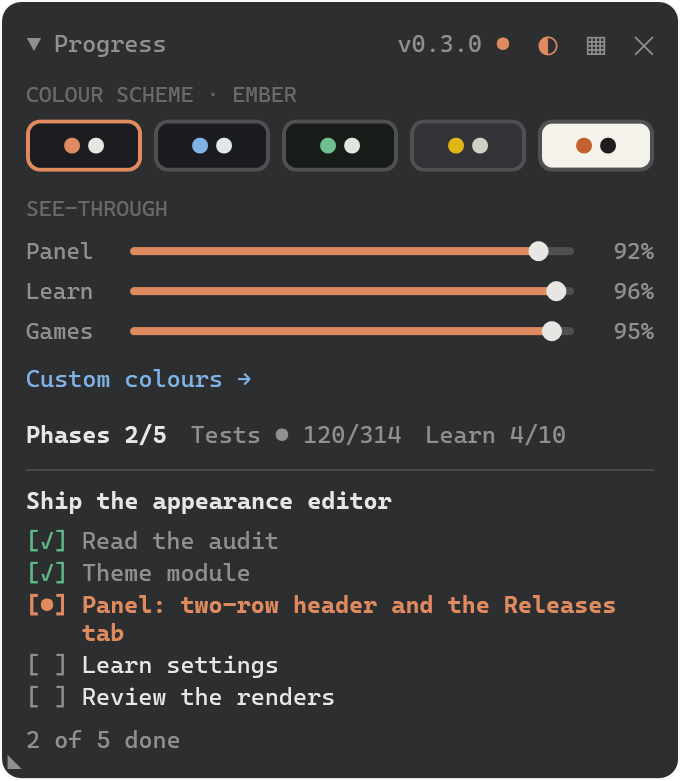 ▼ Progress v0.3.0 ● ◐ ▦ ×
COLOUR SCHEME · EMBER
SEE-THROUGH
Panel 92%
Learn 96%
Games 95%
Custom colours →
Phases 2/5 Tests ● 120/314 Learn 4/10
Ship the appearance editor
[√] Read the audit
[√] Theme module
[●] Panel: two-row header and the Releases
tab
[ ] Learn settings
[ ] Review the renders
2 of 5 done